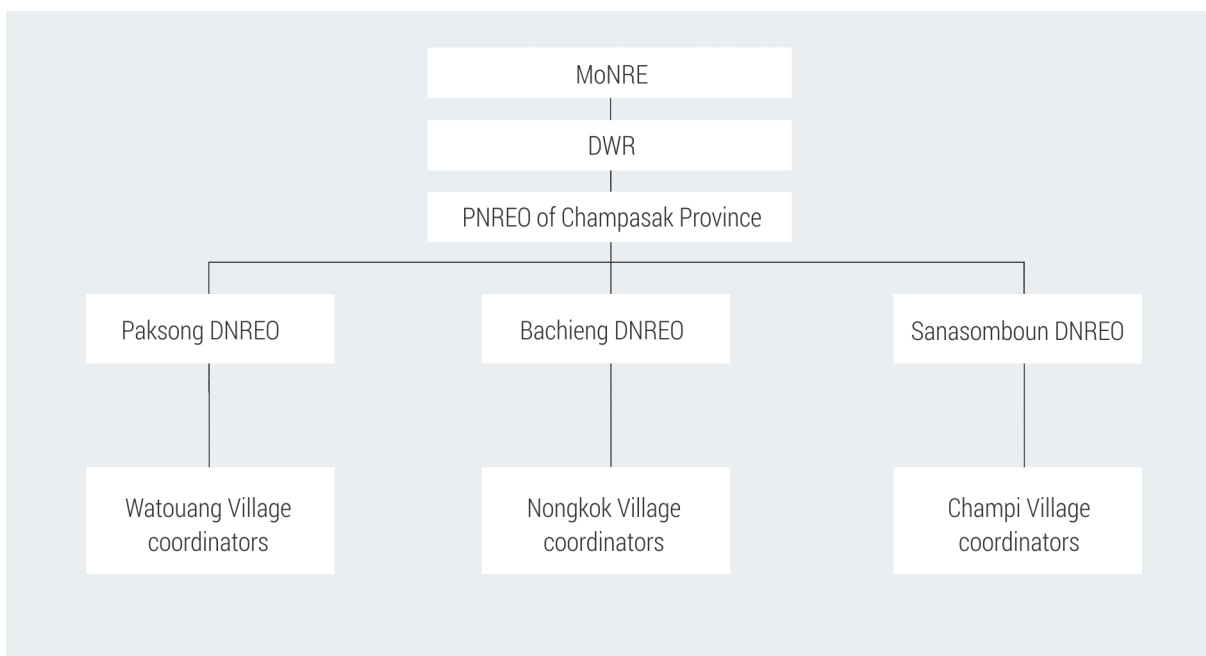 MoNRE
DWR
PNREO of Champasak Province
Paksong DNREO
Bachieng DNREO
Sanasomboun DNREO
Watouang Village
coordinators
Nongkok Village
coordinators
Champi Village
coordinators